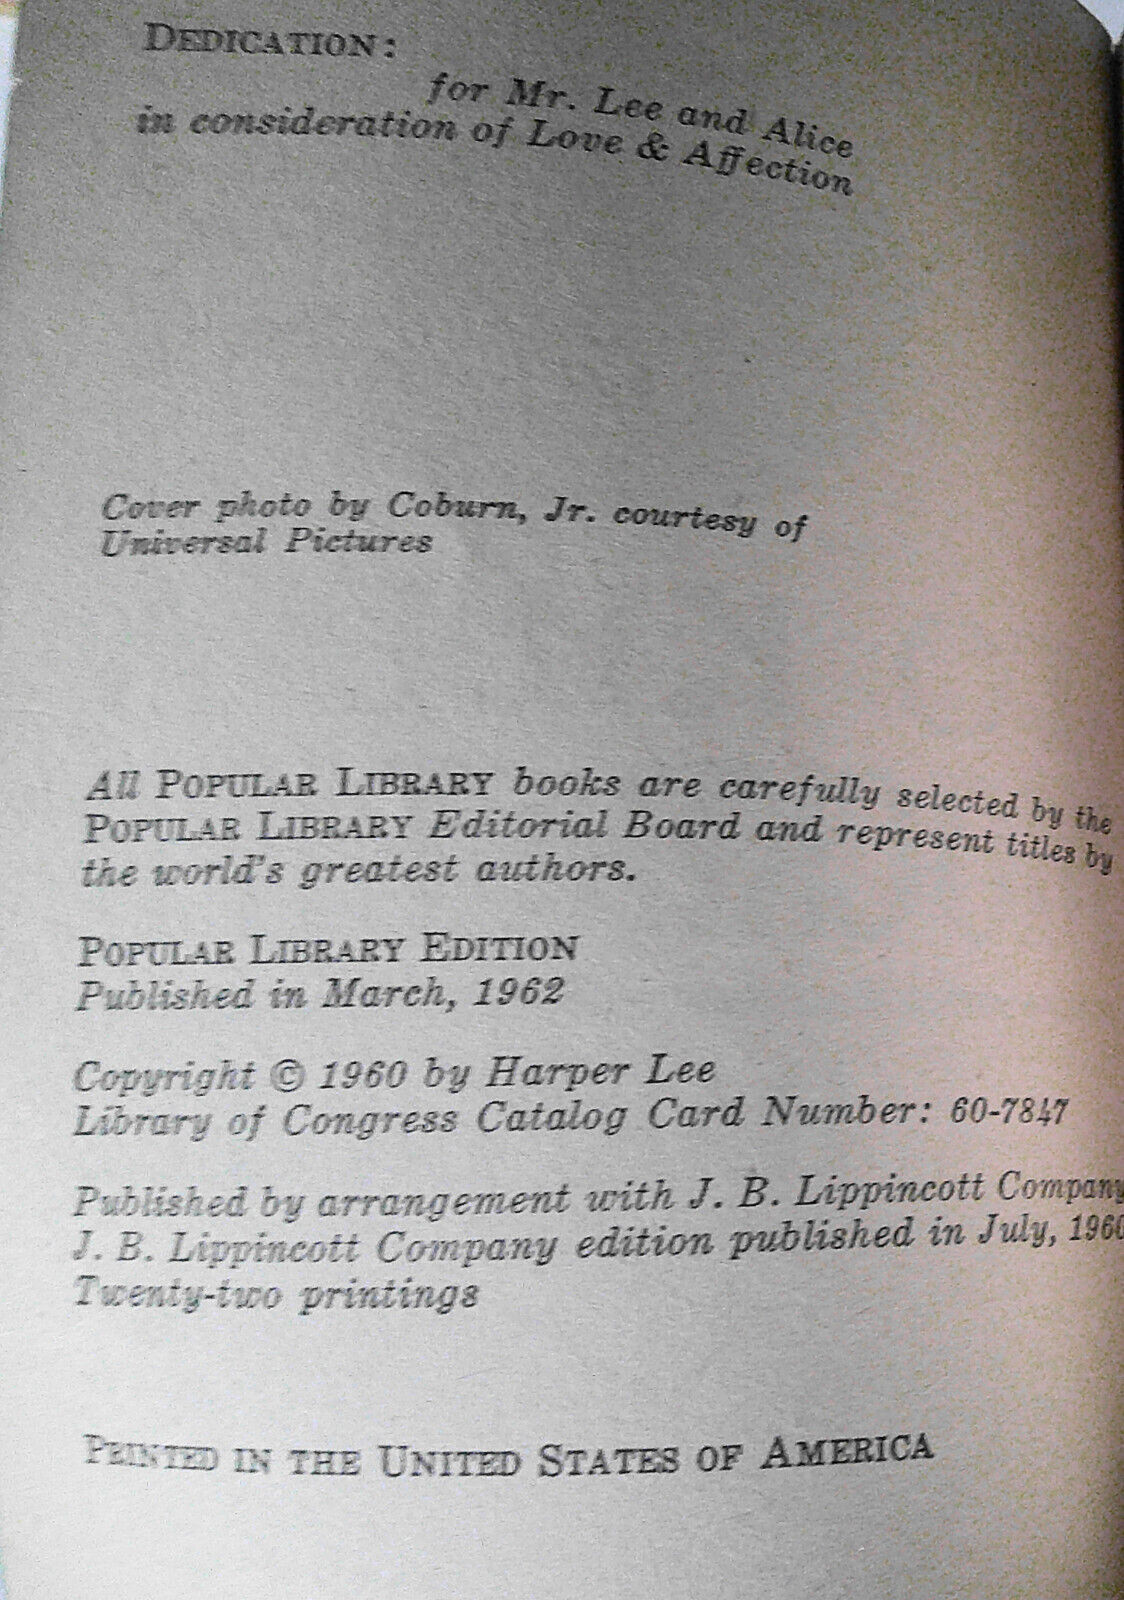 DEDICATION:
for Mr. Lee and Alice
in consideration of Love & Affection
Cover photo by Coburn, Jr. courtesy of
Universal Pictures
All POPULAR LIBRARY books are carefully selected by the
POPULAR LIBRARY Editorial Board and represent titles by
the world's greatest authors.
POPULAR LIBRARY EDITION
Published in March, 1962
Copyright © 1960 by Harper Lee
Library of Congress Catalog Card Number: 60-7847
Published by arrangement with J. B. Lippincott Company
J. B. Lippincott Company edition published in July, 1960
Twenty-two printings
PRINTED IN THE UNITED STATES OF AMERICA